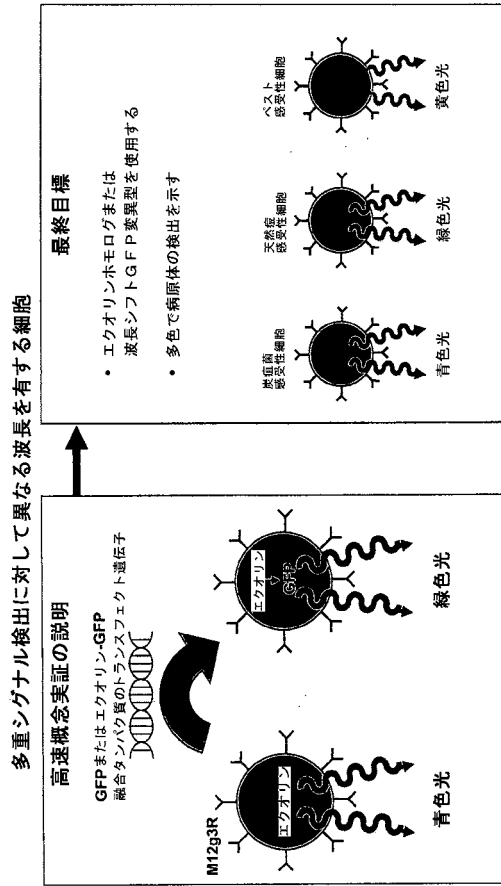 多重シグナル検出に対して異なる波長を有する細胞
高速概念実証の説明
GFPまたはエクオリン-GFP
融合タンパク質のトランスフェクト遺伝子
M12g3R
エクオリン
青色光
エクオリン
GFP
緑色光
最終目標
• エクオリンホモログまたは
波長シフトGFP変異型を使用する
• 多色で病原体の検出を示す
炭疽菌
感受性細胞
青色光
天然痘
感受性細胞
緑色光
ペスト
感受性細胞
黄色光